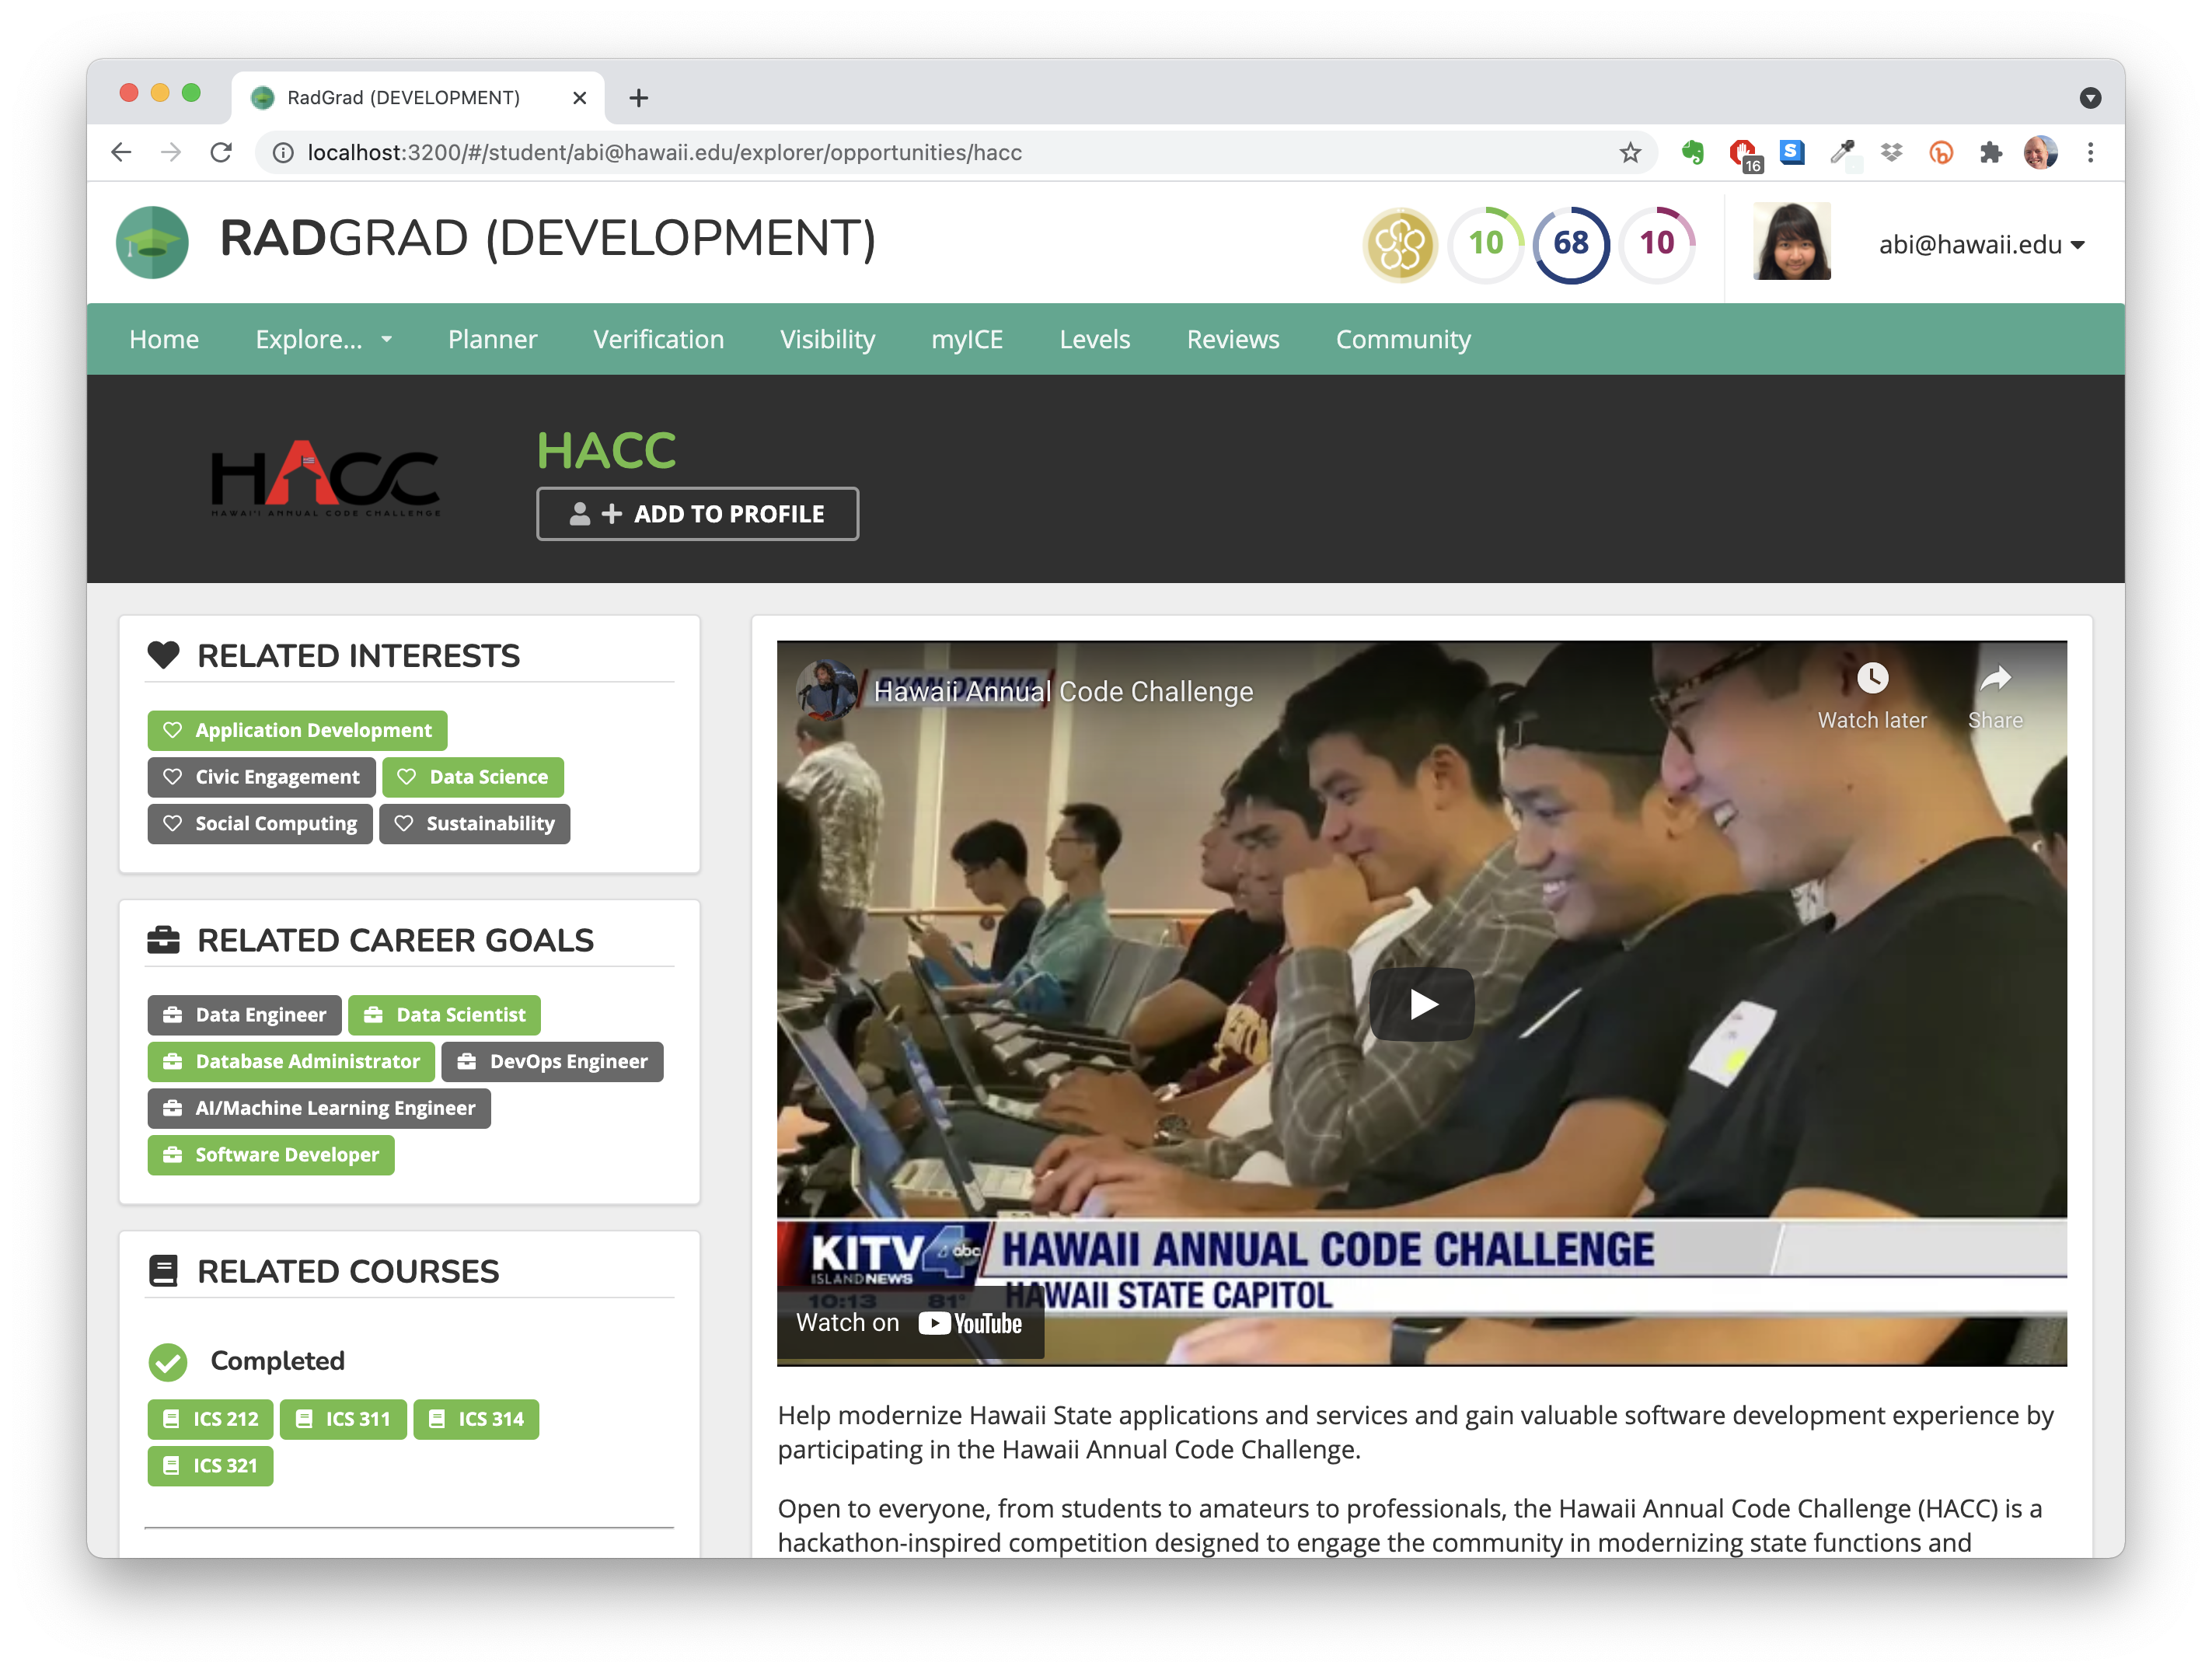 RadGrad (DEVELOPMENT)
localhost:3200/#/student/abi@hawaii.edu/explorer/opportunities/hacc
16
S
RADGRAD (DEVELOPMENT)
10
68
10
abi@hawaii.edu
Home Explore... Planner Verification Visibility myICE Levels Reviews Community
HACC
HAWAI'I ANNUAL CODE CHALLENGE
HACC
ADD TO PROFILE
RELATED INTERESTS
Application Development
Civic Engagement Data Science
Social Computing Sustainability
RELATED CAREER GOALS
Data Engineer Data Scientist
Database Administrator DevOps Engineer
AI/Machine Learning Engineer
Software Developer
RELATED COURSES
Completed
ICS 212 ICS 311 ICS 314
ICS 321
RYAN OZAWA
Hawaii Annual Code Challenge
Watch later Share
KITV 4 abc
ISLAND NEWS
HAWAII ANNUAL CODE CHALLENGE
HAWAII STATE CAPITOL
10:13 81°
Watch on YouTube
Help modernize Hawaii State applications and services and gain valuable software development experience by
participating in the Hawaii Annual Code Challenge.
Open to everyone, from students to amateurs to professionals, the Hawaii Annual Code Challenge (HACC) is a
hackathon-inspired competition designed to engage the community in modernizing state functions and